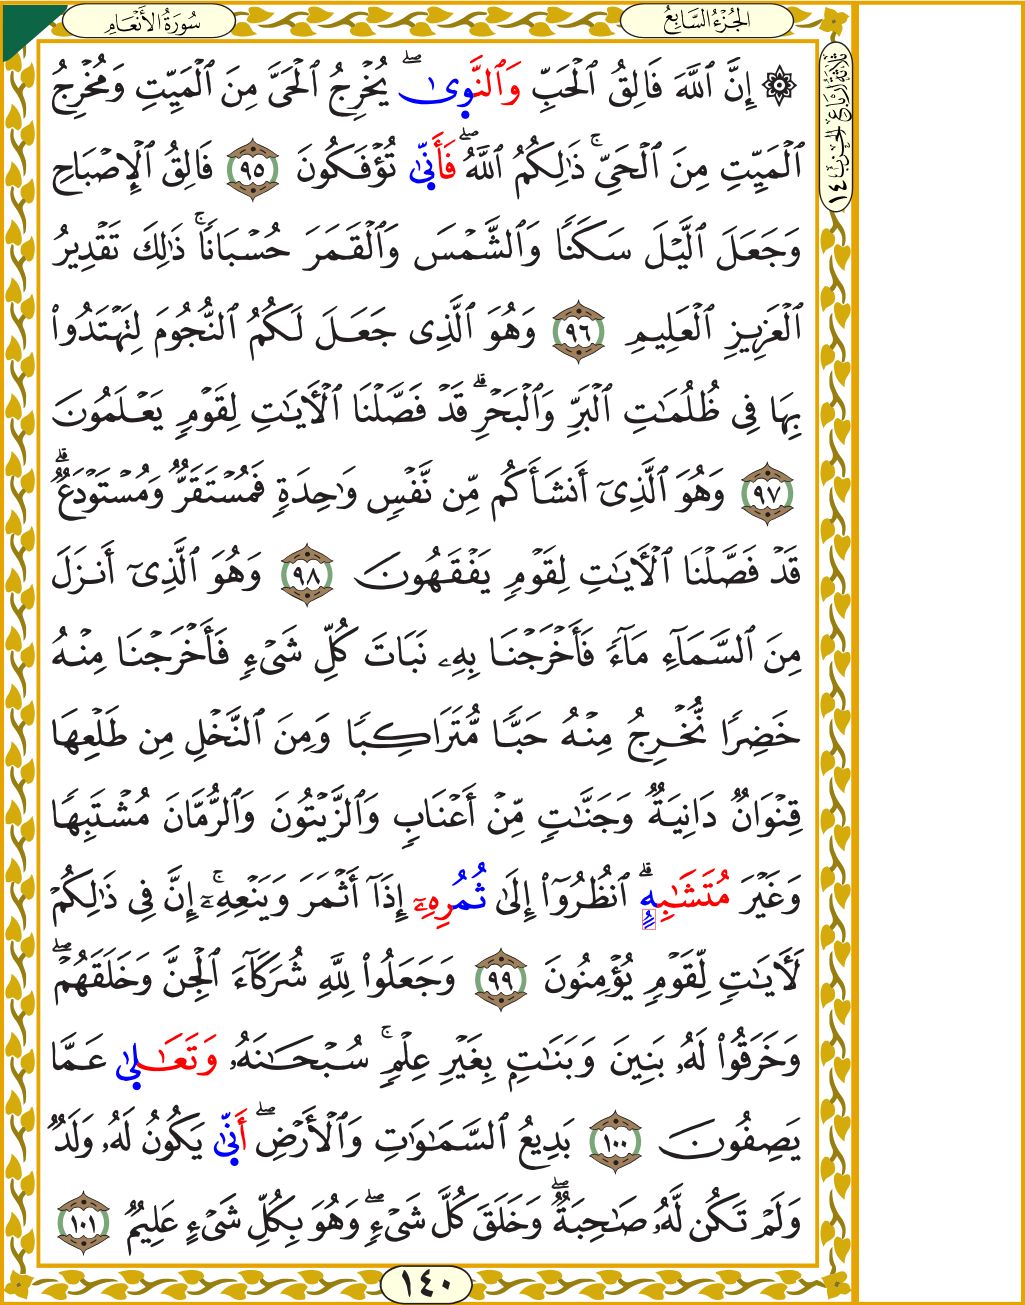 سُورَةُ الأَنْعَامِ
الجُزْءُ السَّابِعُ
۞ إِنَّ ٱللَّهَ فَالِقُ ٱلْحَبِّ وَٱلنَّوَىٰۖ يُخْرِجُ ٱلْحَيَّ مِنَ ٱلْمَيِّتِ وَمُخْرِجُ
ٱلْمَيِّتِ مِنَ ٱلْحَيِّۚ ذَٰلِكُمُ ٱللَّهُۖ فَأَنَّىٰ تُؤْفَكُونَ ٩٥ فَالِقُ ٱلْإِصْبَاحِ
وَجَعَلَ ٱلَّيْلَ سَكَنًا وَٱلشَّمْسَ وَٱلْقَمَرَ حُسْبَانًاۚ ذَٰلِكَ تَقْدِيرُ
ٱلْعَزِيزِ ٱلْعَلِيمِ ٩٦ وَهُوَ ٱلَّذِى جَعَلَ لَكُمُ ٱلنُّجُومَ لِتَهْتَدُواْ
بِهَا فِى ظُلُمَٰتِ ٱلْبَرِّ وَٱلْبَحْرِۗ قَدْ فَصَّلْنَا ٱلْأَيَٰتِ لِقَوْمٍ يَعْلَمُونَ
٩٧ وَهُوَ ٱلَّذِىٓ أَنشَأَكُم مِّن نَّفْسٍ وَٰحِدَةٍ فَمُسْتَقَرٌّ وَمُسْتَوْدَعٌۗ
قَدْ فَصَّلْنَا ٱلْأَيَٰتِ لِقَوْمٍ يَفْقَهُونَ ٩٨ وَهُوَ ٱلَّذِىٓ أَنزَلَ
مِنَ ٱلسَّمَآءِ مَآءً فَأَخْرَجْنَا بِهِۦ نَبَاتَ كُلِّ شَىْءٍ فَأَخْرَجْنَا مِنْهُ
خَضِرًا نُّخْرِجُ مِنْهُ حَبًّا مُّتَرَاكِبًا وَمِنَ ٱلنَّخْلِ مِن طَلْعِهَا
قِنْوَانٌ دَانِيَةٌ وَجَنَّٰتٍ مِّنْ أَعْنَابٍ وَٱلزَّيْتُونَ وَٱلرُّمَّانَ مُشْتَبِهًا
وَغَيْرَ مُتَشَٰبِهٍۗ ٱنظُرُوٓاْ إِلَىٰ ثُمُرِهِۦٓ إِذَآ أَثْمَرَ وَيَنْعِهِۦٓۚ إِنَّ فِى ذَٰلِكُمْ
لَأَيَٰتٍ لِّقَوْمٍ يُؤْمِنُونَ ٩٩ وَجَعَلُواْ لِلَّهِ شُرَكَآءَ ٱلْجِنَّ وَخَلَقَهُمْۖ
وَخَرَقُواْ لَهُۥ بَنِينَ وَبَنَٰتٍۭ بِغَيْرِ عِلْمٍۚ سُبْحَٰنَهُۥ وَتَعَٰلَىٰ عَمَّا
يَصِفُونَ ١٠٠ بَدِيعُ ٱلسَّمَٰوَٰتِ وَٱلْأَرْضِۖ أَنَّىٰ يَكُونُ لَهُۥ وَلَدٌ
وَلَمْ تَكُن لَّهُۥ صَٰحِبَةٌۖ وَخَلَقَ كُلَّ شَىْءٍۖ وَهُوَ بِكُلِّ شَىْءٍ عَلِيمٌ ١٠١
ثلاثة ارباع الحزب ١٤
١٤٠